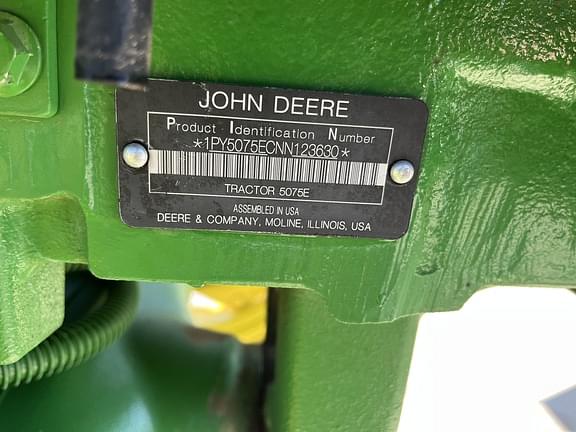 JOHN DEERE
Product Identification Number
*1PY5075ECNN123630*
TRACTOR 5075E
ASSEMBLED IN USA
DEERE & COMPANY, MOLINE, ILLINOIS, USA